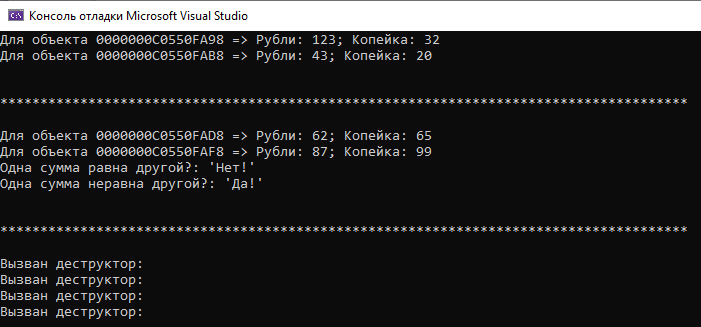 Консоль отладки Microsoft Visual Studio
Для объекта 0000000C0550FA98 => Рубли: 123; Копейка: 32
Для объекта 0000000C0550FAB8 => Рубли: 43; Копейка: 20
**************************************************************************************
Для объекта 0000000C0550FAD8 => Рубли: 62; Копейка: 65
Для объекта 0000000C0550FAF8 => Рубли: 87; Копейка: 99
Одна сумма равна другой?: 'Нет!'
Одна сумма неравна другой?: 'Да!'
**************************************************************************************
Вызван деструктор:
Вызван деструктор:
Вызван деструктор:
Вызван деструктор: